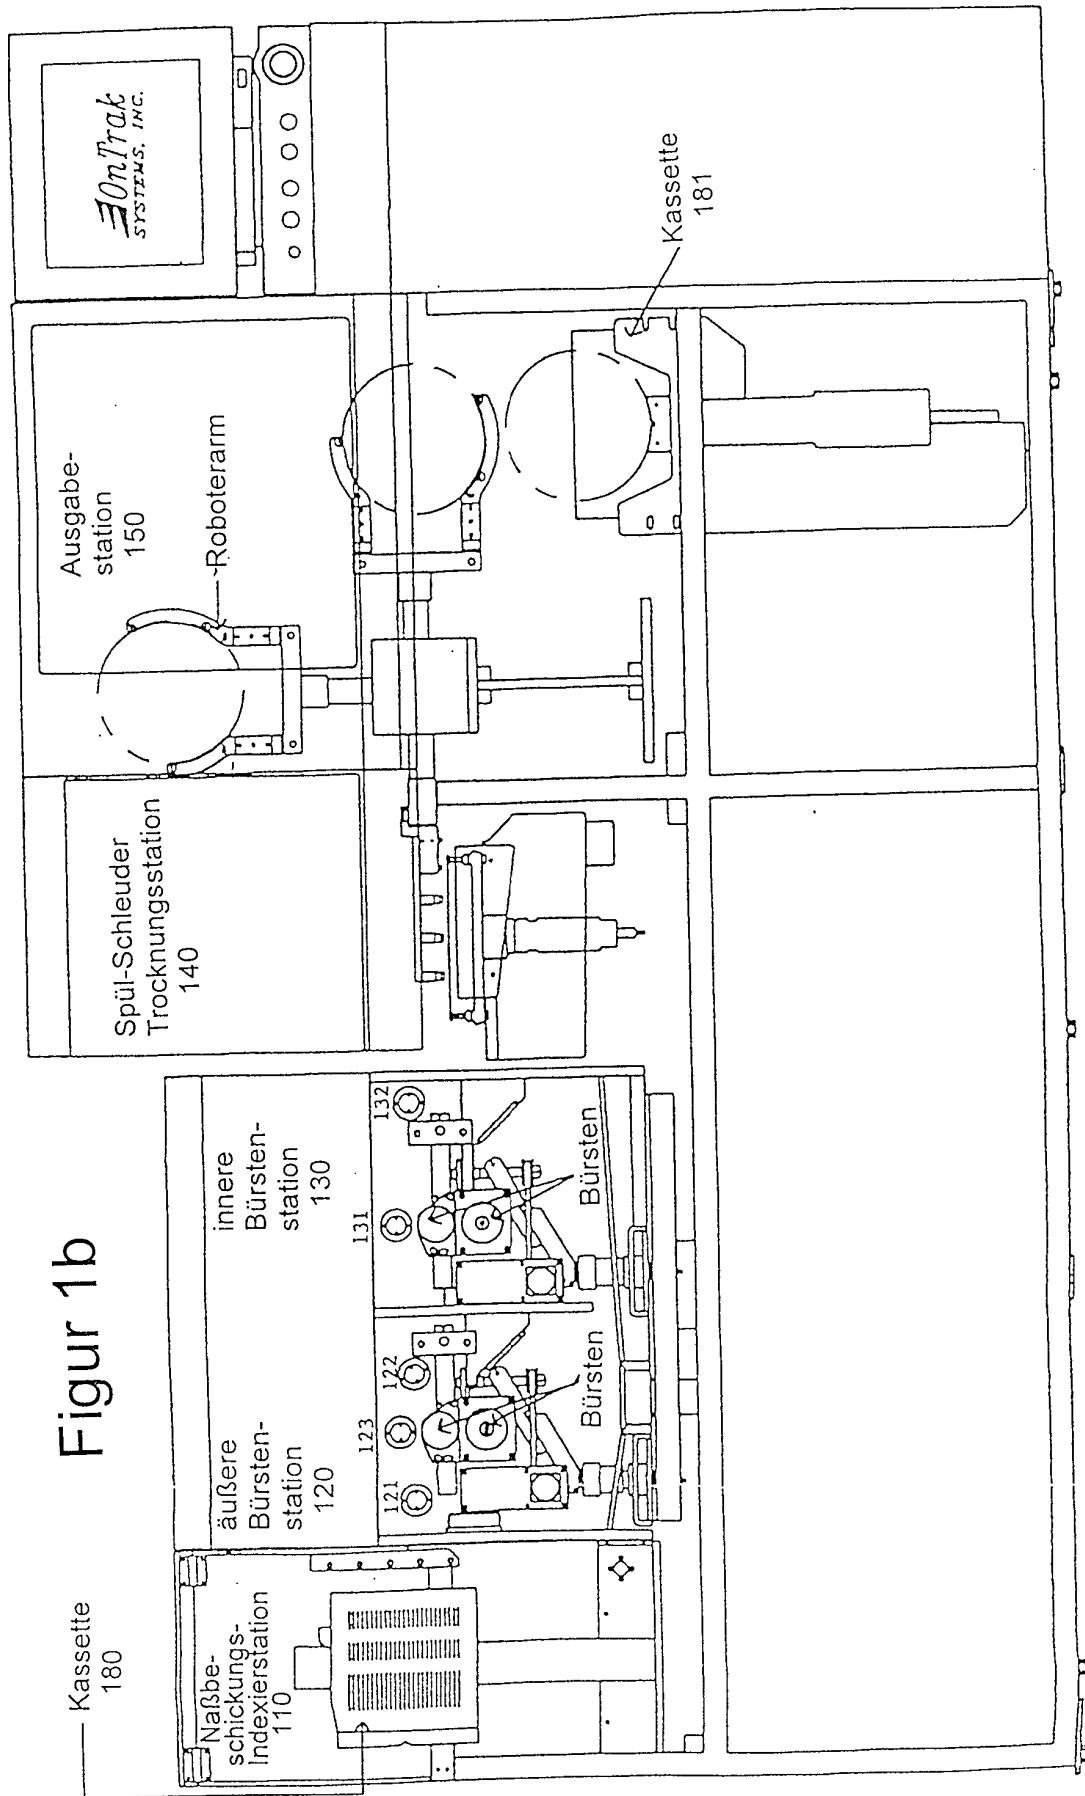 Figur 1b
Kassette
180
Naßbe-
schickungs-
Indexierstation
110
äußere
Bürsten-
station
120
innere
Bürsten-
station
130
121
123
122
131
132
Bürsten
Bürsten
Spül-Schleuder
Trocknungsstation
140
Ausgabe-
station
150
Roboterarm
Kassette
181
OnTrak
SYSTEMS, INC.